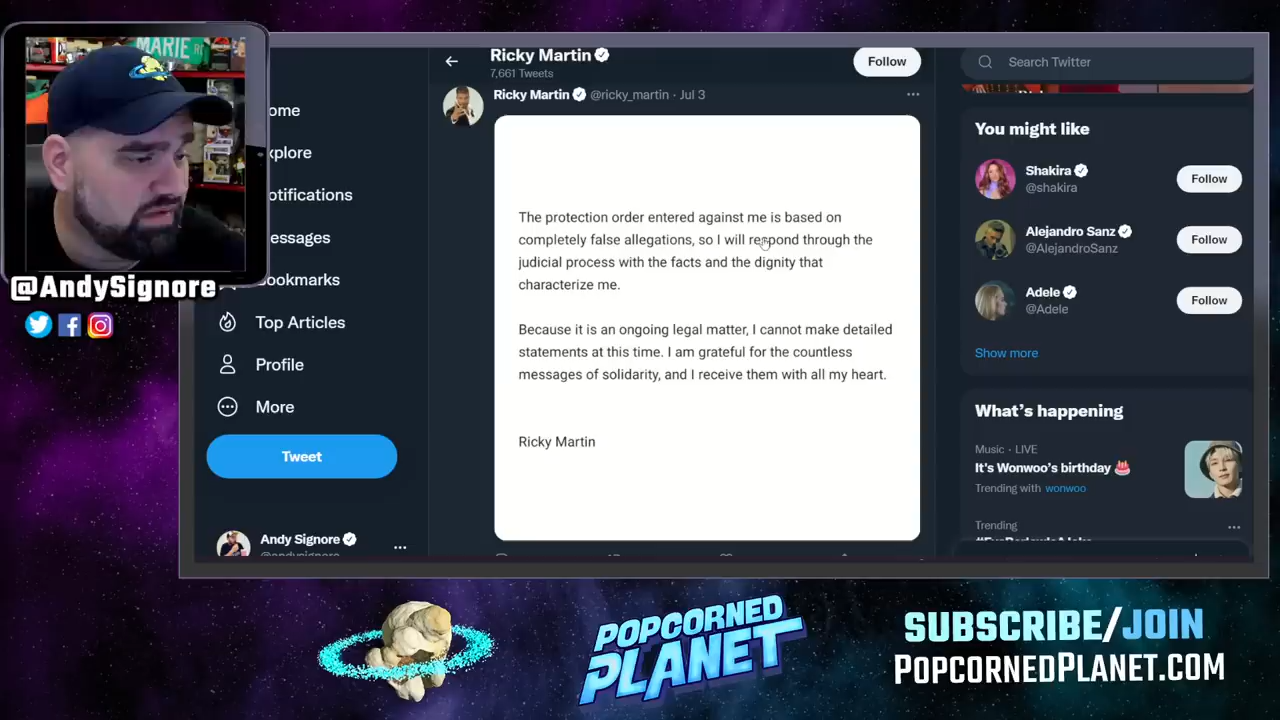 MARIE
@AndySignore
ome
xplore
otifications
essages
ookmarks
Top Articles
Profile
More
Tweet
Andy Signore
@andysignore
Ricky Martin
7,661 Tweets
Follow
Ricky Martin @ricky_martin · Jul 3
The protection order entered against me is based on
completely false allegations, so I will respond through the
judicial process with the facts and the dignity that
characterize me.
Because it is an ongoing legal matter, I cannot make detailed
statements at this time. I am grateful for the countless
messages of solidarity, and I receive them with all my heart.
Ricky Martin
Search Twitter
You might like
Shakira
@shakira
Follow
Alejandro Sanz
@AlejandroSanz
Follow
Adele
@Adele
Follow
Show more
What's happening
Music · LIVE
It's Wonwoo's birthday
Trending with wonwoo
Trending
POPCORNED
PLANET
SUBSCRIBE/JOIN
POPCORNEDPLANET.COM